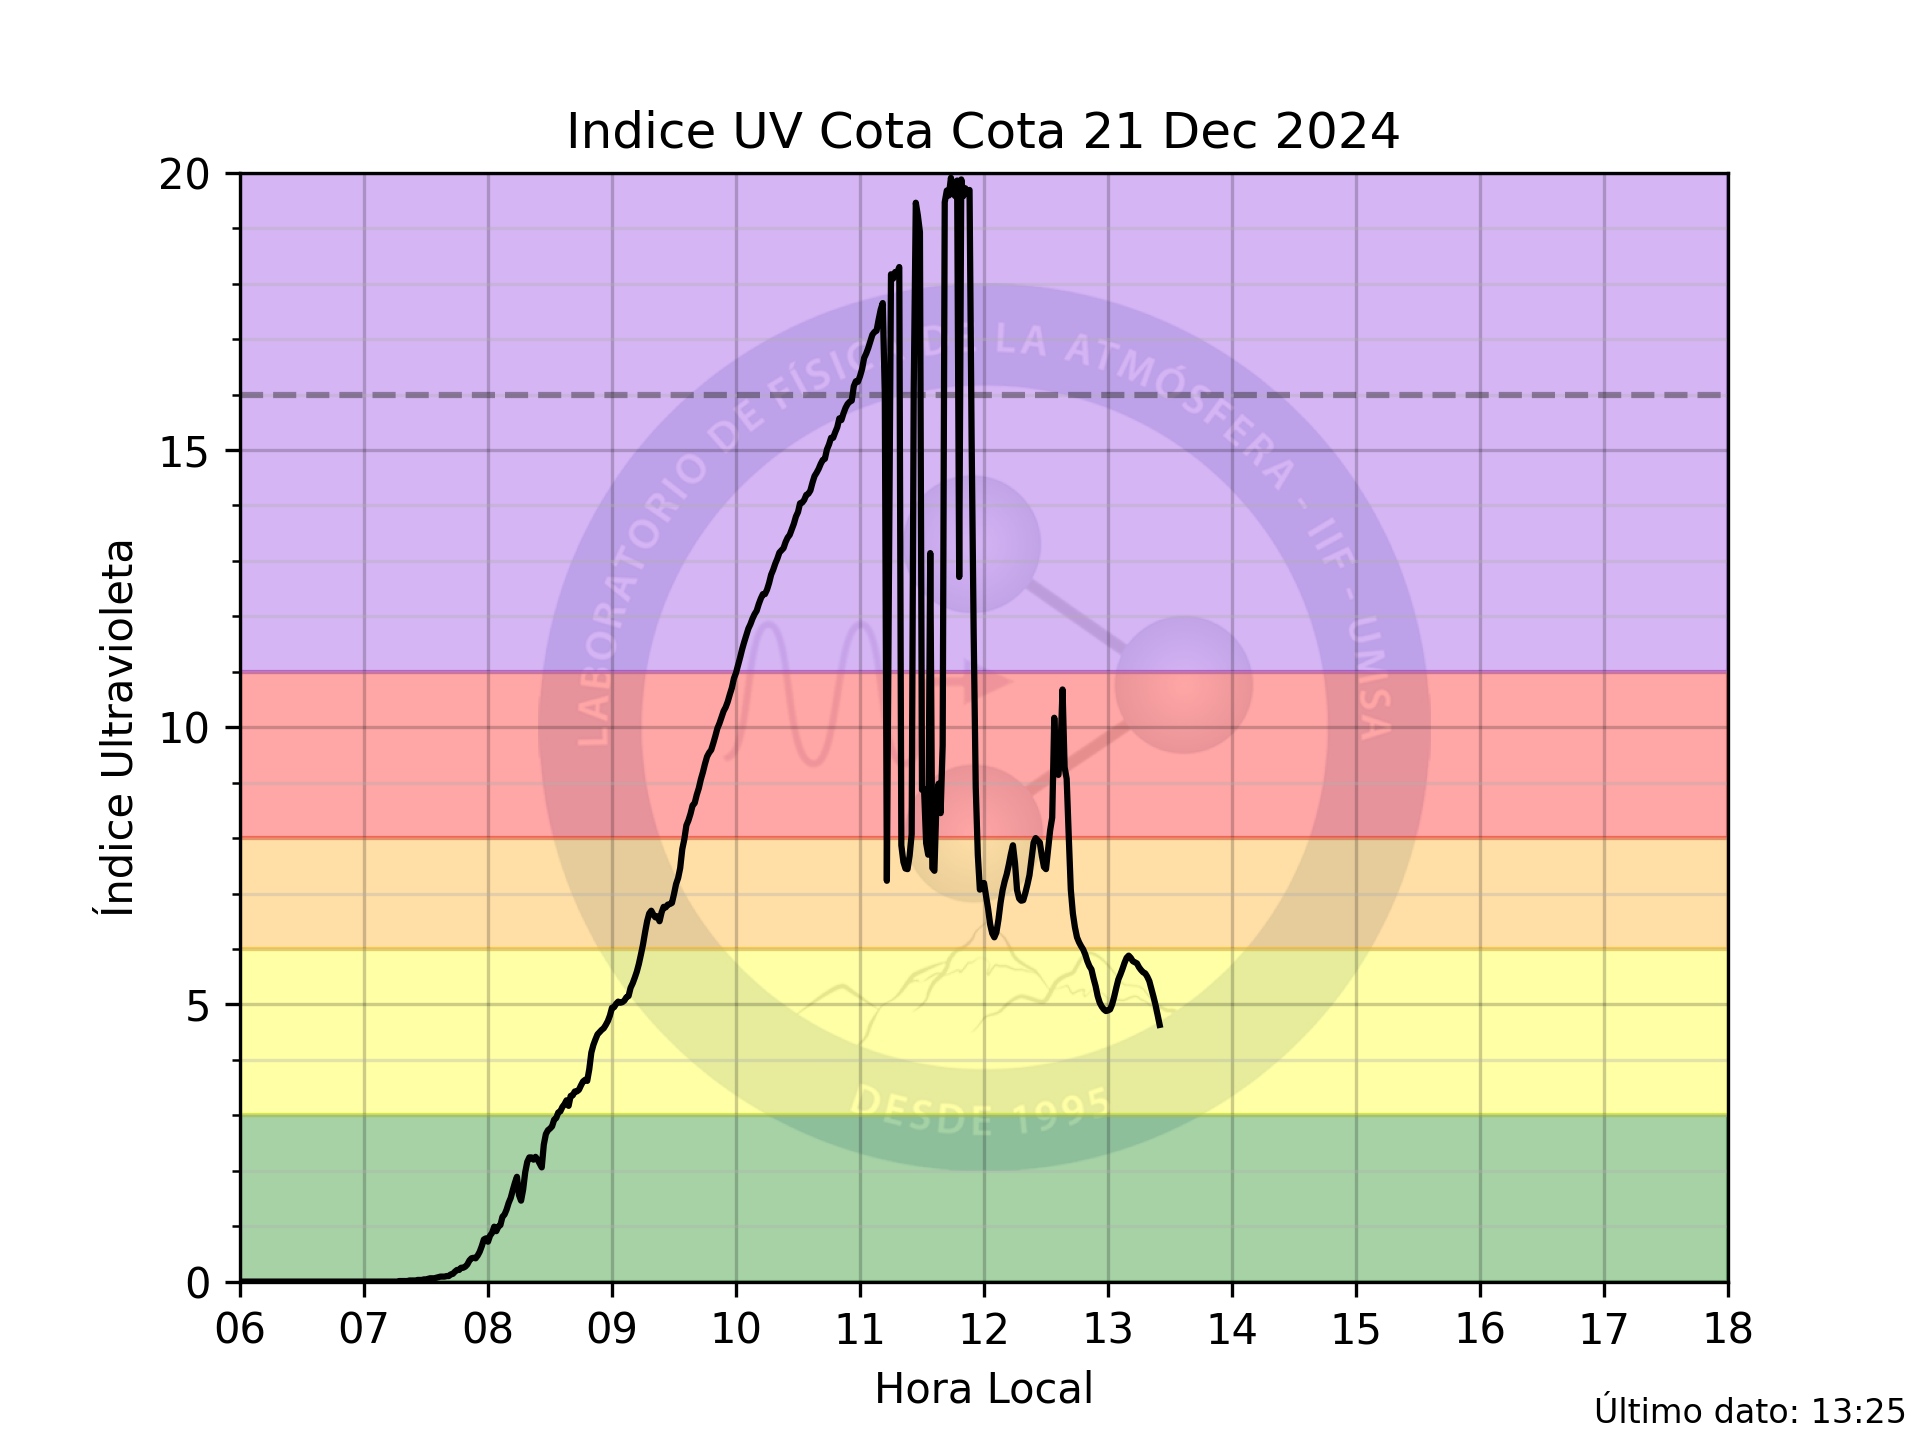 Indice UV Cota Cota 21 Dec 2024
20
15
10
5
0
Índice Ultravioleta
LABORATORIO DE FÍSICA DE LA ATMÓSFERA - IIF - UMSA
DESDE 1995
06 07 08 09 10 11 12 13 14 15 16 17 18
Hora Local
Último dato: 13:25